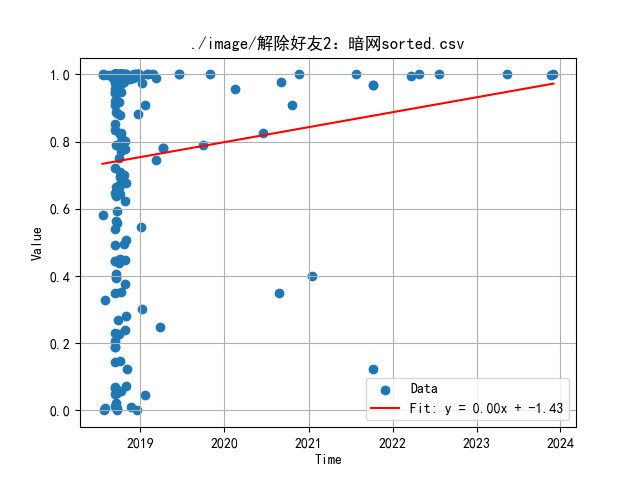 ./image/解除好友2：暗网sorted.csv
1.0
0.8
0.6
0.4
0.2
0.0
Value
2019 2020 2021 2022 2023 2024
Time
Data
Fit: y = 0.00x + -1.43